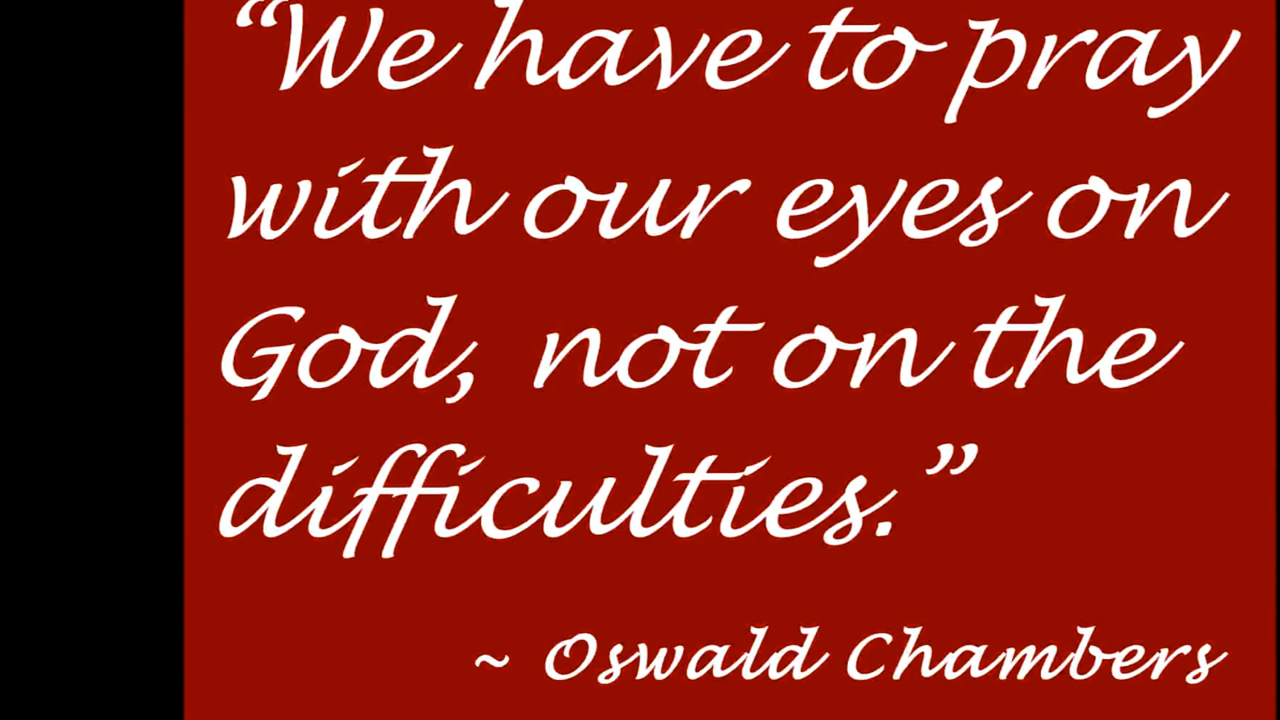 “We have to pray
with our eyes on
God, not on the
difficulties.”
~ Oswald Chambers